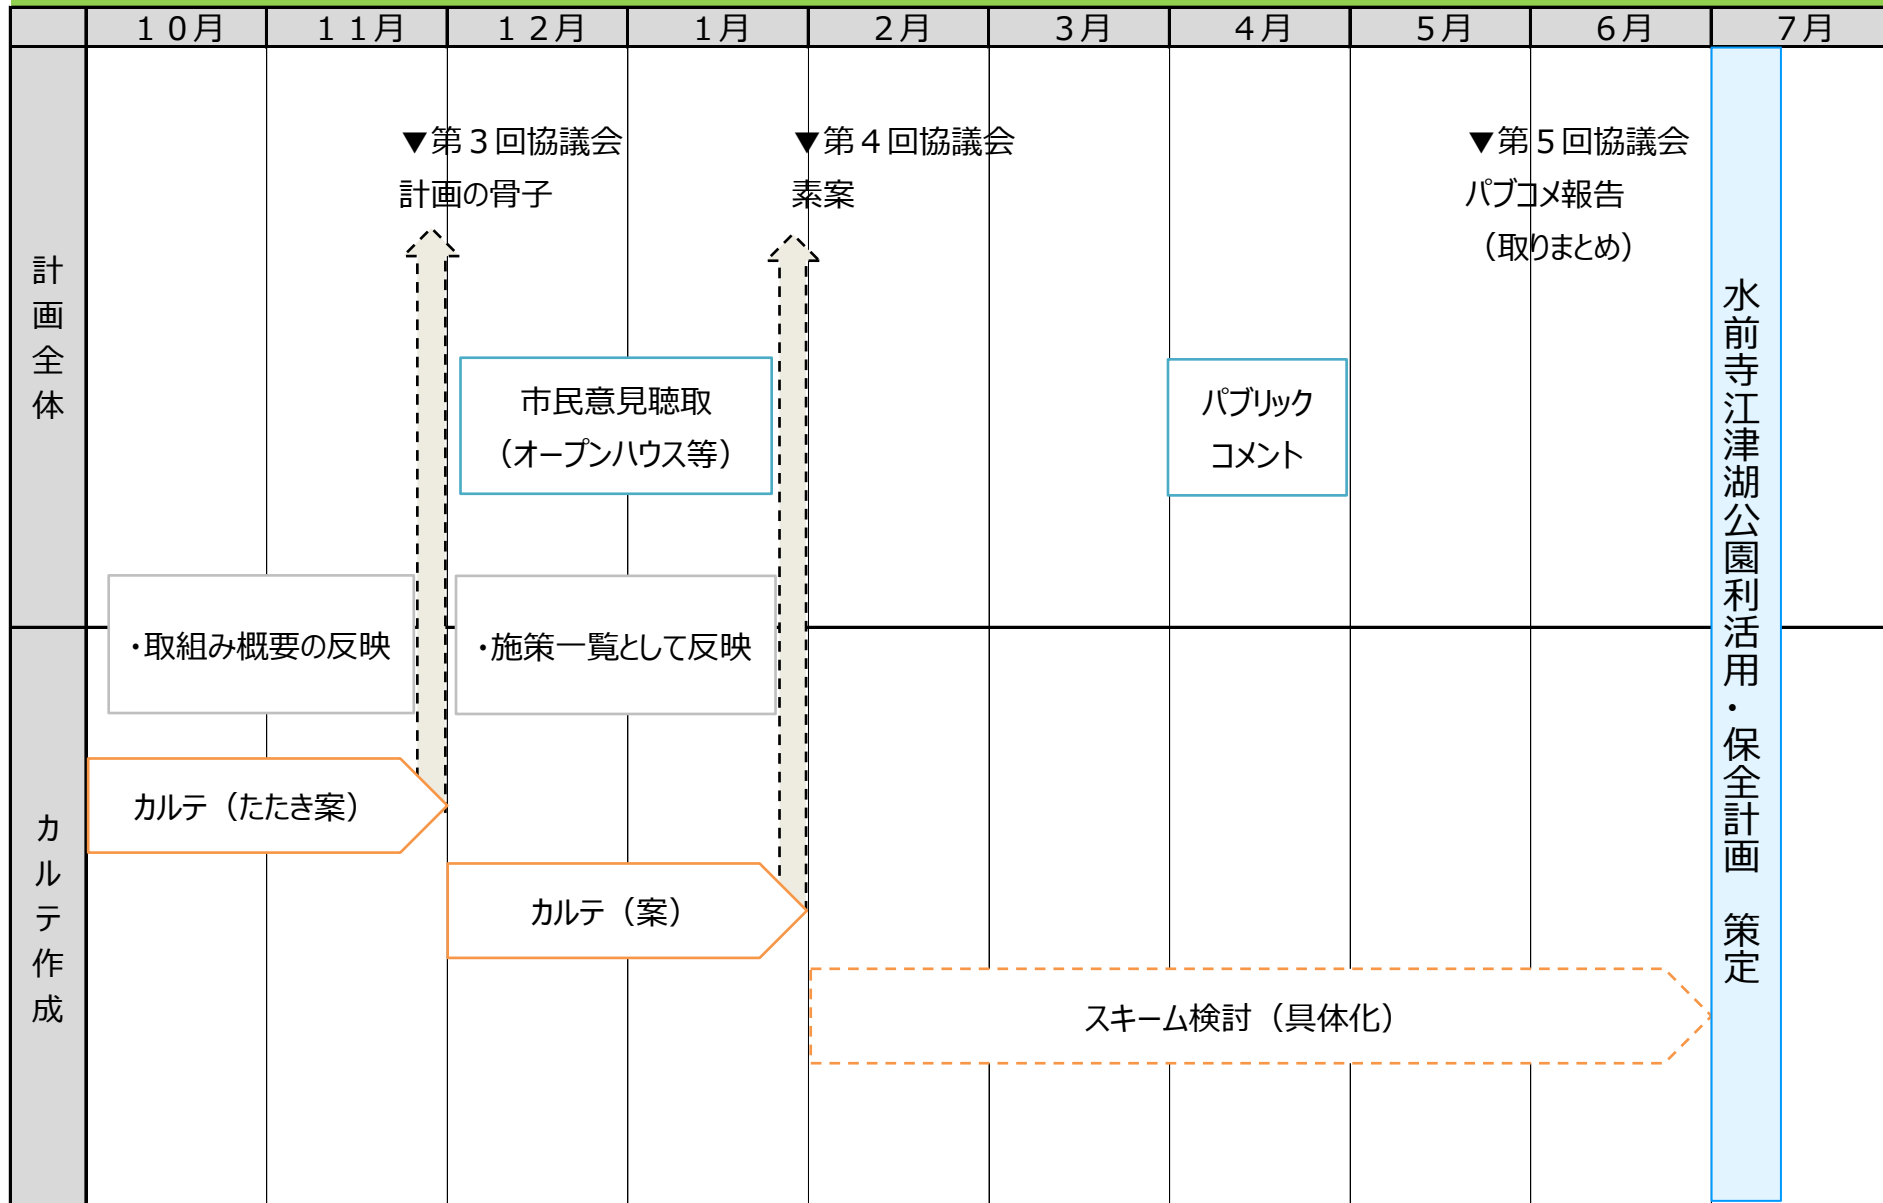 １０月
１１月
１２月
１月
２月
３月
４月
５月
６月
７月
計画全体
▼第３回協議会
計画の骨子
▼第４回協議会
素案
▼第５回協議会
パブコメ報告
（取りまとめ）
市民意見聴取
（オープンハウス等）
パブリック
コメント
・取組み概要の反映
・施策一覧として反映
水前寺江津湖公園利活用・保全計画　策定
カルテ作成
カルテ（たたき案）
カルテ（案）
スキーム検討（具体化）